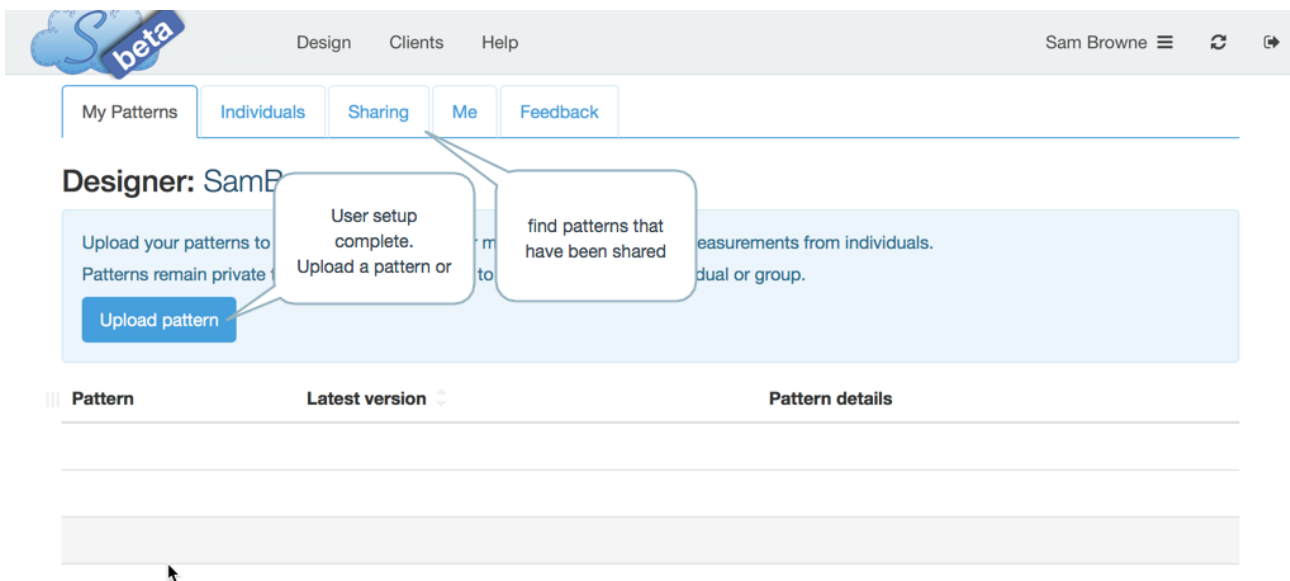 S
beta
Design Clients Help Sam Browne
My Patterns Individuals Sharing Me Feedback
Designer: SamB
User setup
complete.
Upload a pattern or
find patterns that
have been shared
Upload your patterns to easurements from individuals.
Patterns remain private to dual or group.
Upload pattern
Pattern Latest version Pattern details